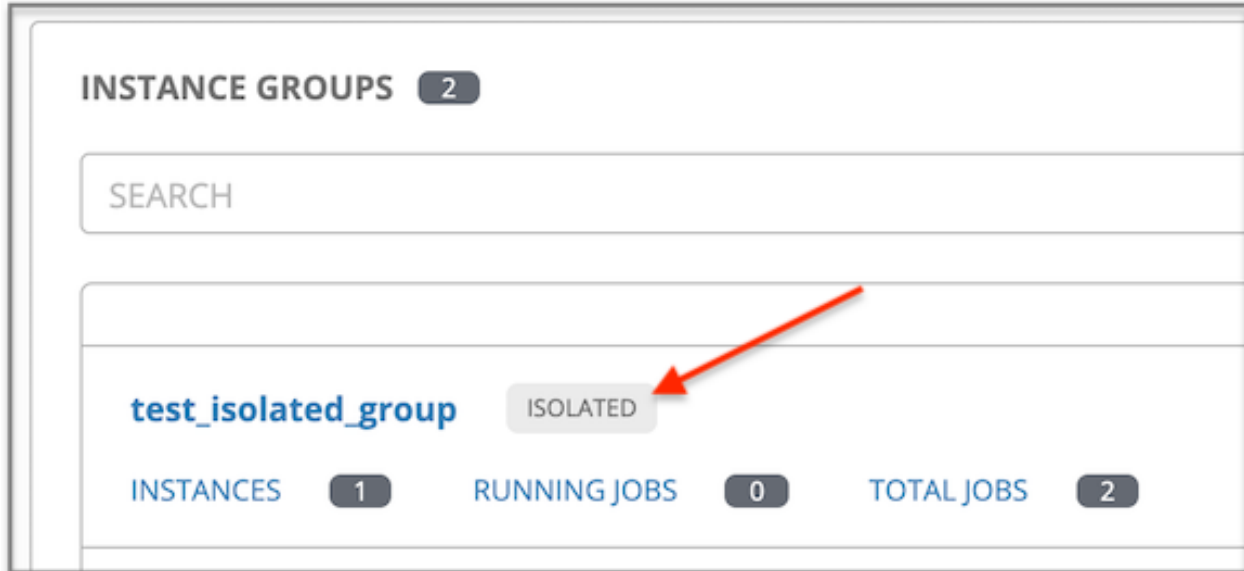 INSTANCE GROUPS 2
SEARCH
test_isolated_group ISOLATED
INSTANCES 1 RUNNING JOBS 0 TOTAL JOBS 2